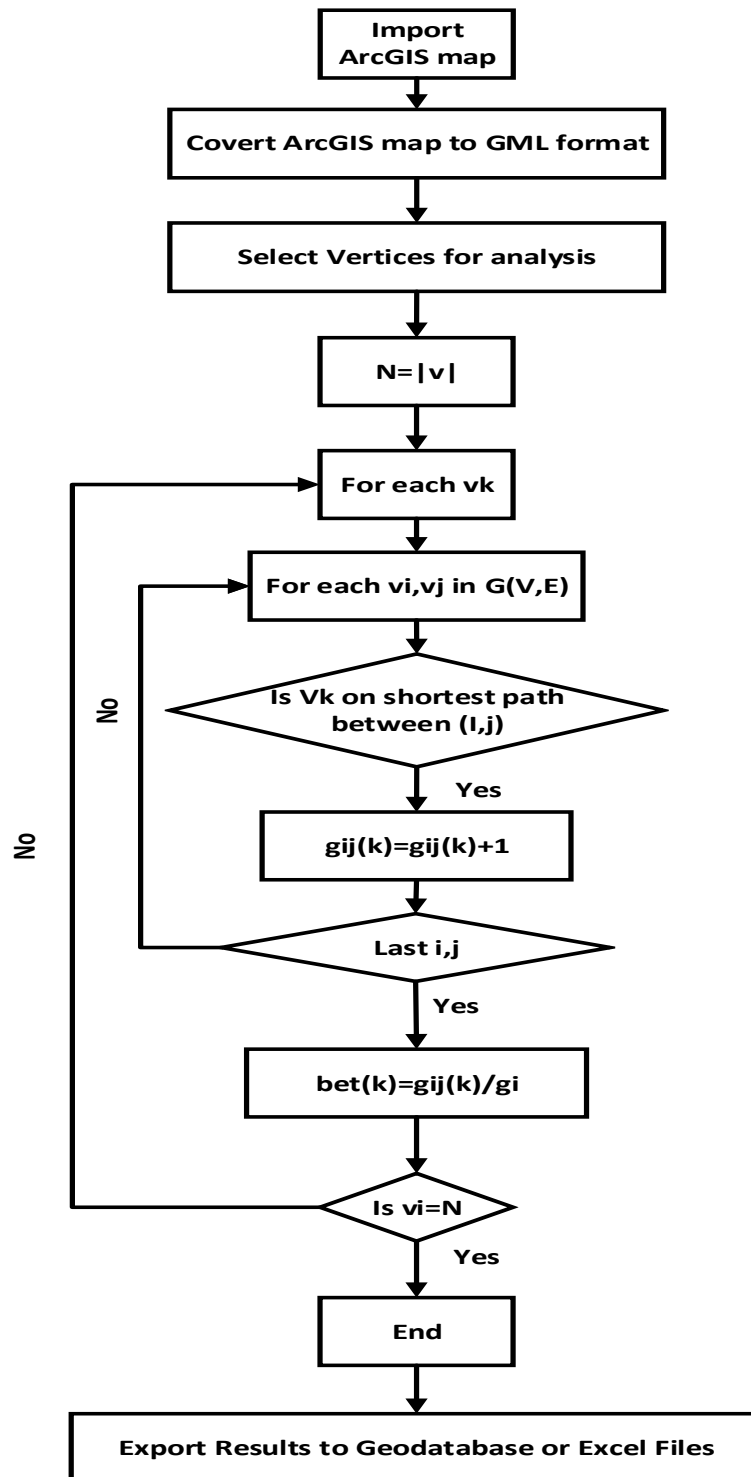 Import
ArcGIS map
Covert ArcGIS map to GML format
Select Vertices for analysis
N=|v|
For each vk
For each vi,vj in G(V,E)
Is Vk on shortest path
between (I,j)
Yes
gij(k)=gij(k)+1
Last i,j
No
Yes
bet(k)=gij(k)/gi
Is vi=N
No
Yes
End
Export Results to Geodatabase or Excel Files